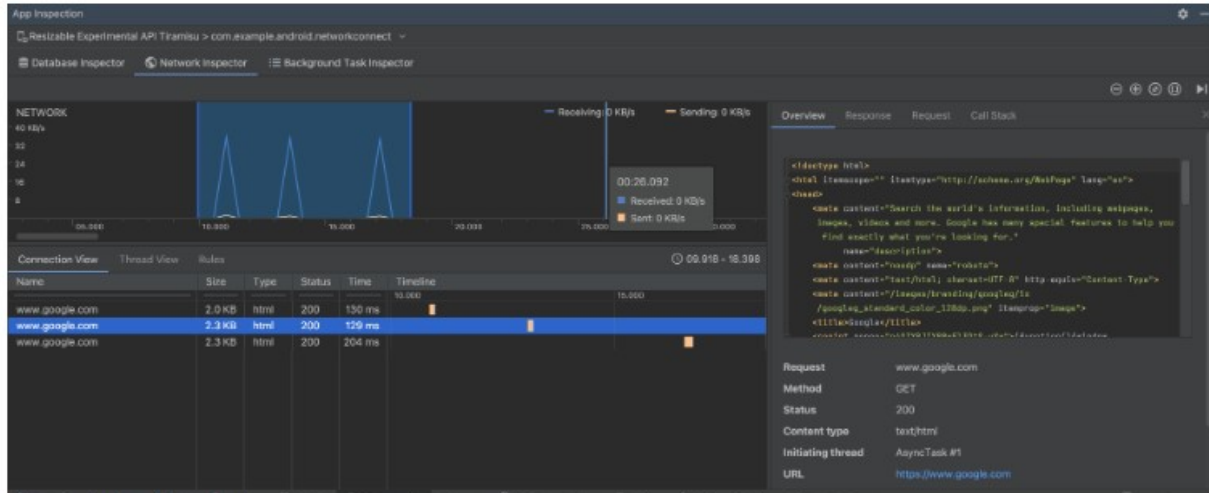 App Inspection
Resizable Experimental API Tiramisu > com.example.android.networkconnect
Database Inspector Network Inspector Background Task Inspector
NETWORK
Receiving: 0 KB/s Sending: 0 KB/s
40 KB/s
32
24
16
8
00:26.092
Received: 0 KB/s
Sent: 0 KB/s
05.000 10.000 15.000 20.000 25.000
Connection View Thread View Rules 09.918 - 18.398
Name Size Type Status Time Timeline
10.000 15.000
www.google.com 2.0 KB html 200 130 ms
www.google.com 2.3 KB html 200 129 ms
www.google.com 2.3 KB html 200 204 ms
Overview Response Request Call Stack
<!doctype html>
<html itemscope="" itemtype="http://schema.org/WebPage" lang="en">
<head>
<meta content="Search the world's information, including webpages,
images, videos and more. Google has many special features to help you
find exactly what you're looking for."
name="description">
<meta content="noodp" name="robots">
<meta content="text/html; charset=UTF-8" http-equiv="Content-Type">
<meta content="/images/branding/googleg/1x
/googleg_standard_color_128dp.png" itemprop="image">
<title>Google</title>
Request www.google.com
Method GET
Status 200
Content type text/html
Initiating thread AsyncTask #1
URL https://www.google.com